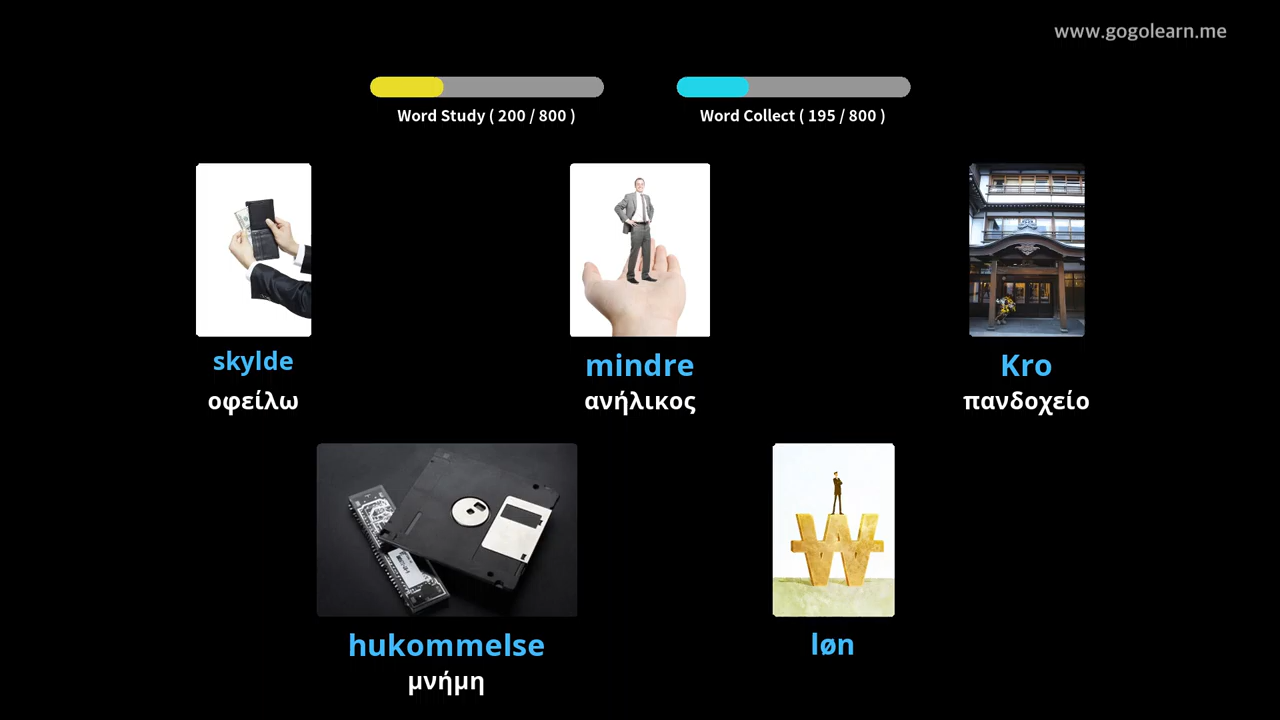 www.gogolearn.me
Word Study ( 200 / 800 )
Word Collect ( 195 / 800 )
skylde
οφείλω
mindre
ανήλικος
Kro
πανδοχείο
hukommelse
μνήμη
løn